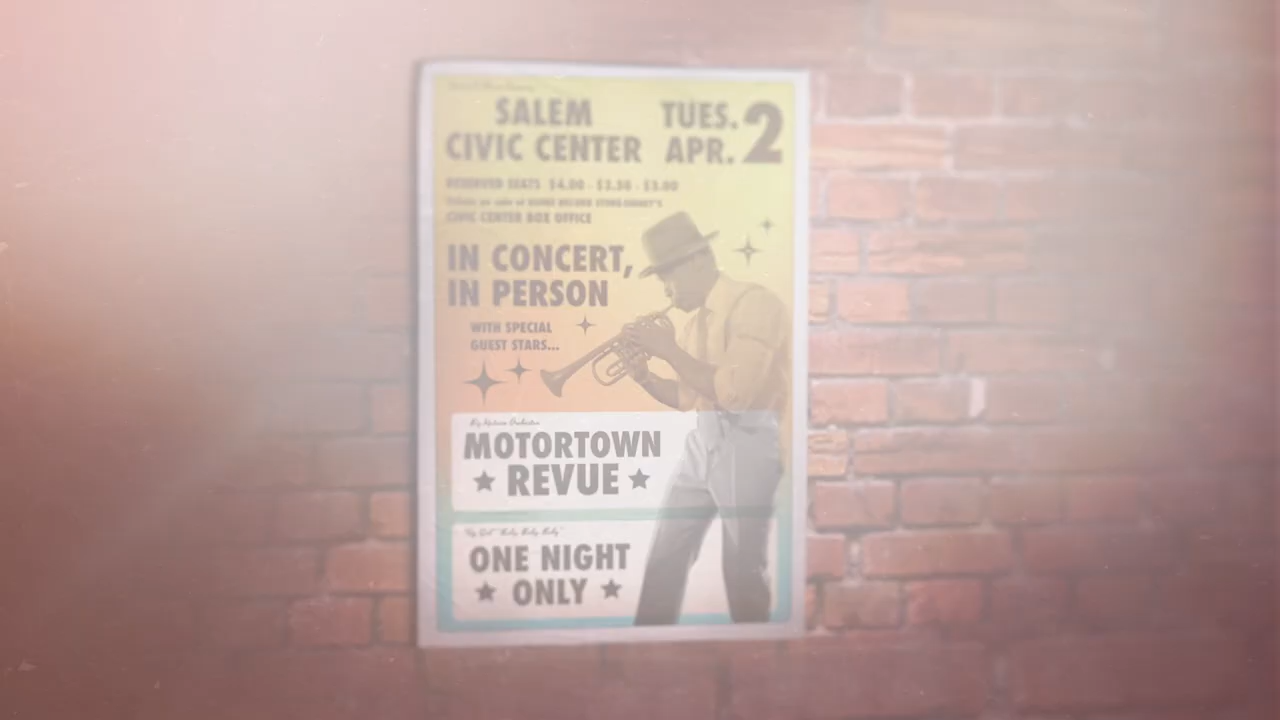 SALEM
CIVIC CENTER
TUES.
APR. 2
RESERVED SEATS $4.00 - $3.50 - $3.00
CIVIC CENTER BOX OFFICE
IN CONCERT,
IN PERSON
WITH SPECIAL
GUEST STARS...
MOTORTOWN
REVUE
ONE NIGHT
ONLY